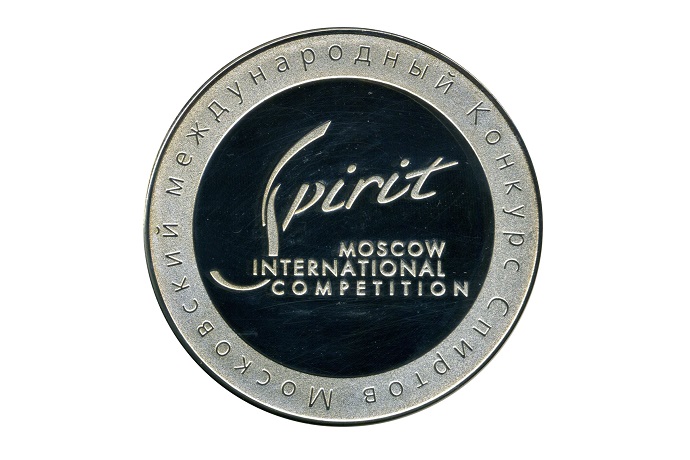 Московский международный Конкурс Спиртов
Spirit
MOSCOW
INTERNATIONAL
COMPETITION